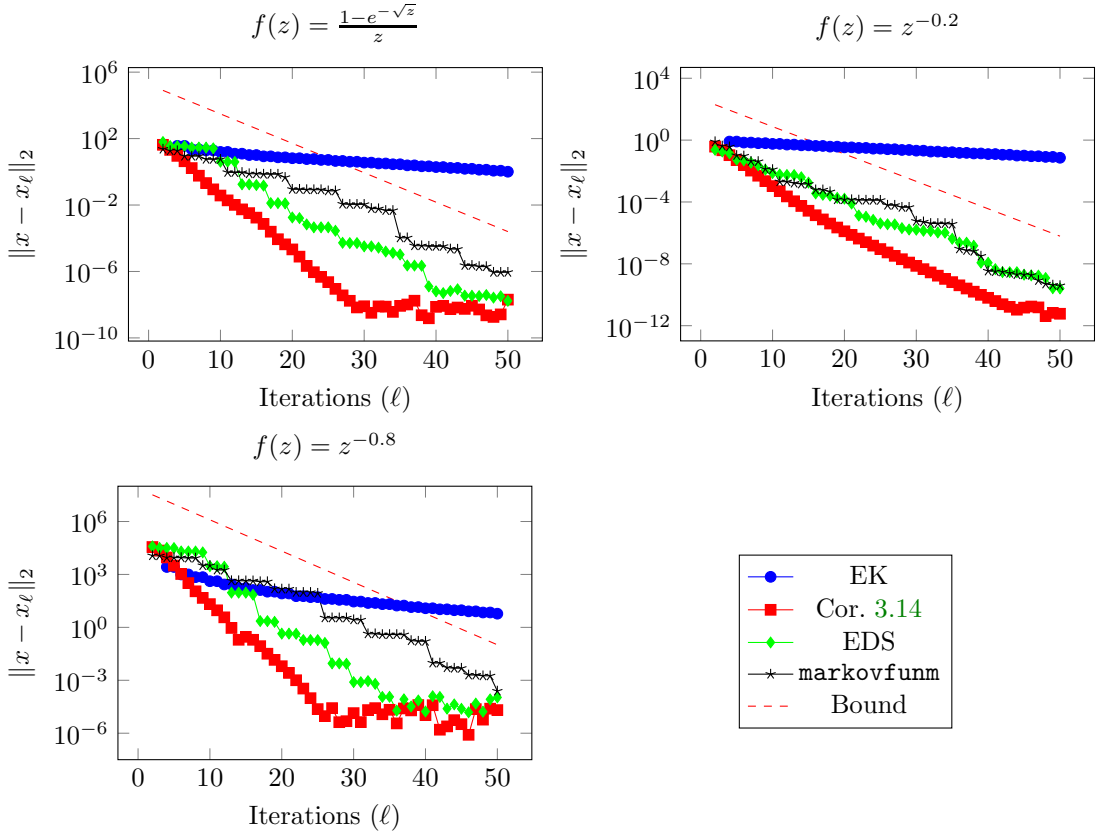 f(z) = \frac{1-e^{-\sqrt{z}}}{z}
10^6
10^2
10^{-2}
10^{-6}
10^{-10}
‖x − x_ℓ‖_2
0 10 20 30 40 50
Iterations (ℓ)
f(z) = z^{-0.2}
10^4
10^0
10^{-4}
10^{-8}
10^{-12}
‖x − x_ℓ‖_2
0 10 20 30 40 50
Iterations (ℓ)
f(z) = z^{-0.8}
10^6
10^3
10^0
10^{-3}
10^{-6}
‖x − x_ℓ‖_2
0 10 20 30 40 50
Iterations (ℓ)
EK
Cor. 3.14
EDS
markovfunm
Bound